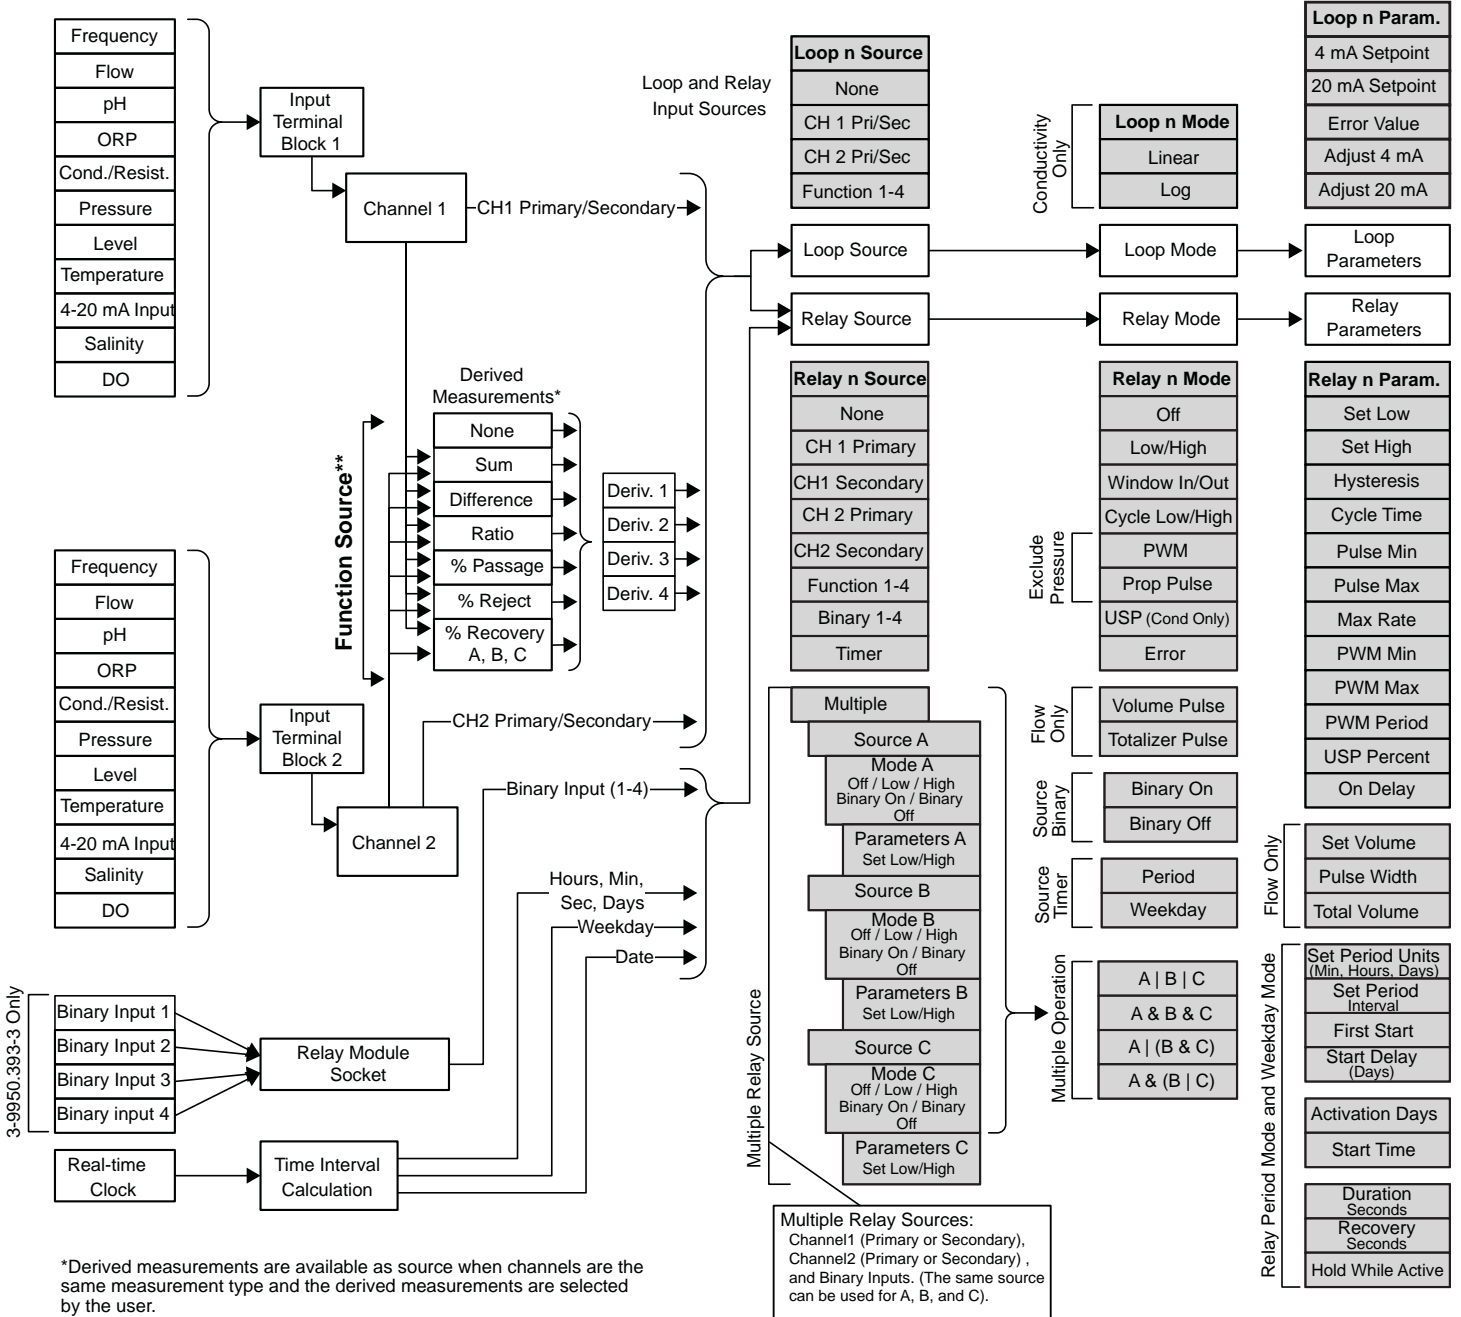 Frequency
Flow
pH
ORP
Cond./Resist.
Pressure
Level
Temperature
4-20 mA Input
Salinity
DO
Input
Terminal
Block 1
Channel 1
CH1 Primary/Secondary
Loop and Relay
Input Sources
Loop n Source
None
CH 1 Pri/Sec
CH 2 Pri/Sec
Function 1-4
Conductivity
Only
Loop n Mode
Linear
Log
Loop n Param.
4 mA Setpoint
20 mA Setpoint
Error Value
Adjust 4 mA
Adjust 20 mA
Loop Source
Loop Mode
Loop
Parameters
Relay Source
Relay Mode
Relay
Parameters
Derived
Measurements*
None
Sum
Difference
Ratio
% Passage
% Reject
% Recovery
A, B, C
Function Source**
Deriv. 1
Deriv. 2
Deriv. 3
Deriv. 4
Frequency
Flow
pH
ORP
Cond./Resist.
Pressure
Level
Temperature
4-20 mA Input
Salinity
DO
Input
Terminal
Block 2
Channel 2
CH2 Primary/Secondary
Binary Input (1-4)
Hours, Min,
Sec, Days
Weekday
Date
3-9950.393-3 Only
Binary Input 1
Binary Input 2
Binary Input 3
Binary input 4
Relay Module
Socket
Real-time
Clock
Time Interval
Calculation
Relay n Source
None
CH 1 Primary
CH1 Secondary
CH 2 Primary
CH2 Secondary
Function 1-4
Binary 1-4
Timer
Multiple Relay Source
Multiple
Source A
Mode A
Off / Low / High
Binary On / Binary
Off
Parameters A
Set Low/High
Source B
Mode B
Off / Low / High
Binary On / Binary
Off
Parameters B
Set Low/High
Source C
Mode C
Off / Low / High
Binary On / Binary
Off
Parameters C
Set Low/High
Multiple Relay Sources:
Channel1 (Primary or Secondary),
Channel2 (Primary or Secondary) ,
and Binary Inputs. (The same source
can be used for A, B, and C).
Relay n Mode
Off
Low/High
Window In/Out
Cycle Low/High
Exclude
Pressure
PWM
Prop Pulse
USP (Cond Only)
Error
Flow
Only
Volume Pulse
Totalizer Pulse
Source
Binary
Binary On
Binary Off
Source
Timer
Period
Weekday
Multiple Operation
A | B | C
A & B & C
A | (B & C)
A & (B | C)
Relay n Param.
Set Low
Set High
Hysteresis
Cycle Time
Pulse Min
Pulse Max
Max Rate
PWM Min
PWM Max
PWM Period
USP Percent
On Delay
Flow Only
Set Volume
Pulse Width
Total Volume
Relay Period Mode and Weekday Mode
Set Period Units
(Min, Hours, Days)
Set Period
Interval
First Start
Start Delay
(Days)
Activation Days
Start Time
Duration
Seconds
Recovery
Seconds
Hold While Active
*Derived measurements are available as source when channels are the
same measurement type and the derived measurements are selected
by the user.